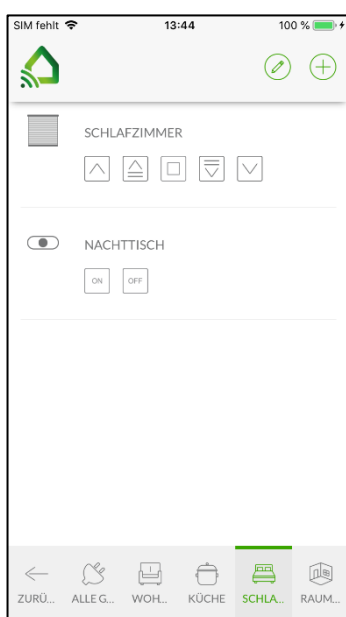 SIM fehlt 13:44 100 %
SCHLAFZIMMER
NACHTTISCH
ON OFF
ZURÜ... ALLE G... WOH... KÜCHE SCHLA... RAUM...